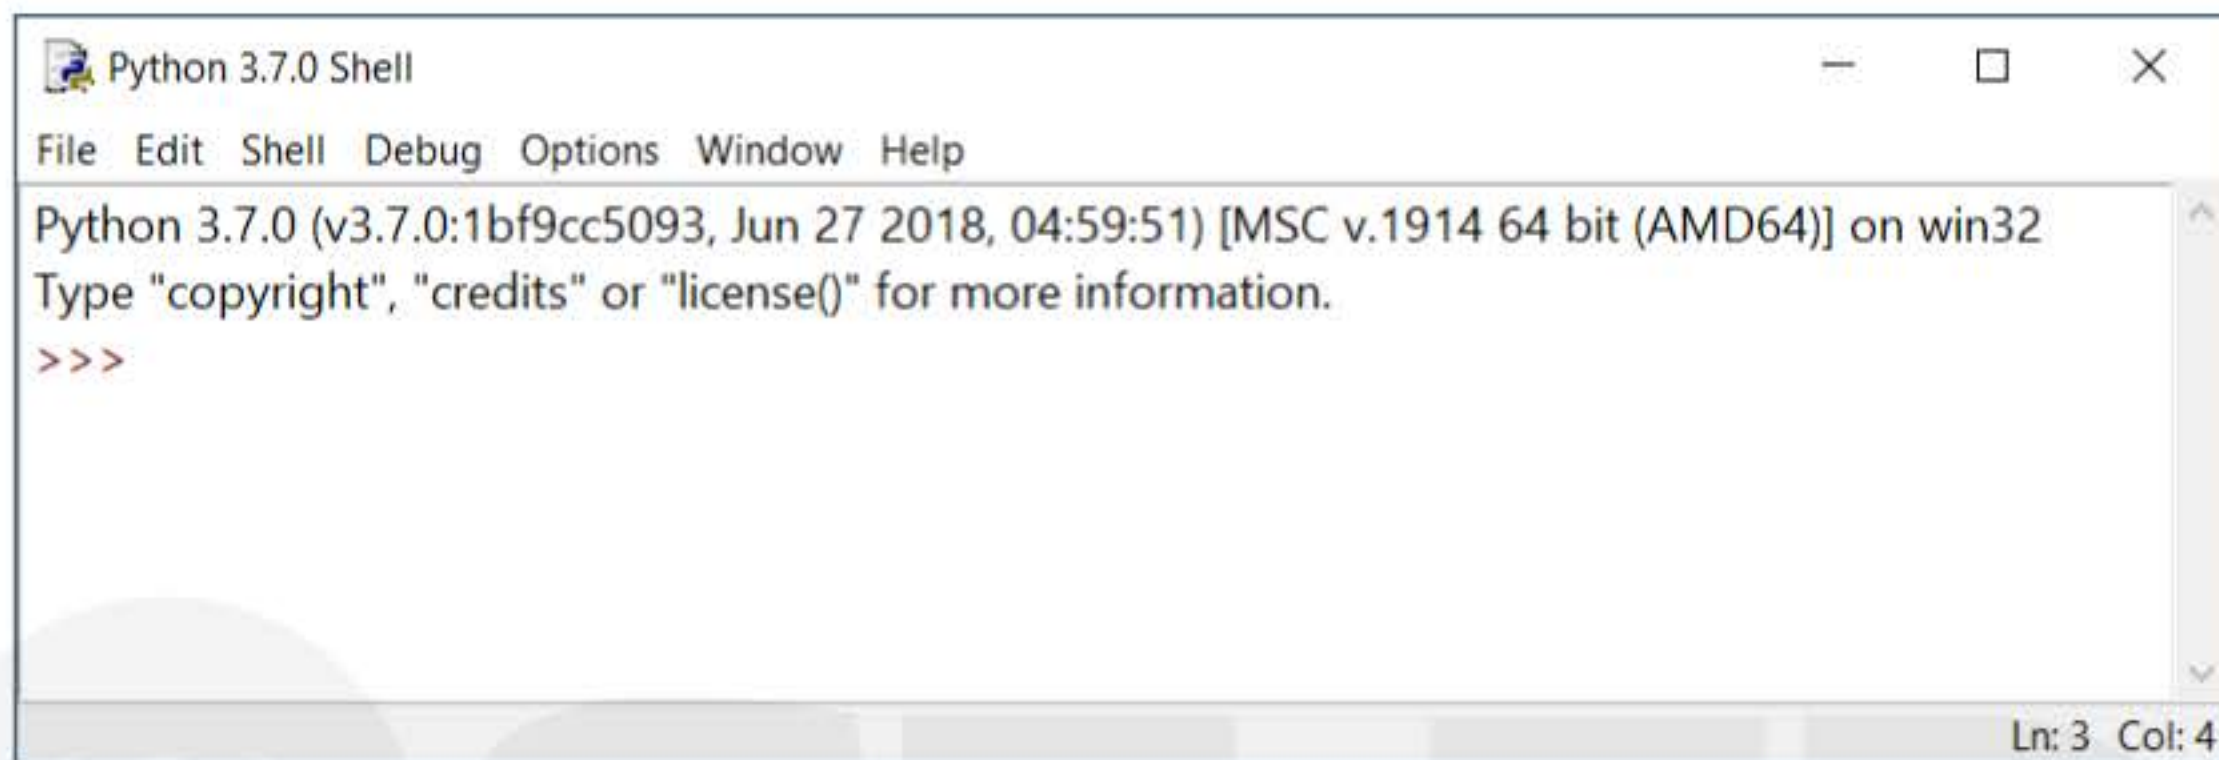 Python 3.7.0 Shell
File Edit Shell Debug Options Window Help
Python 3.7.0 (v3.7.0:1bf9cc5093, Jun 27 2018, 04:59:51) [MSC v.1914 64 bit (AMD64)] on win32
Type "copyright", "credits" or "license()" for more information.
>>>
Ln: 3 Col: 4